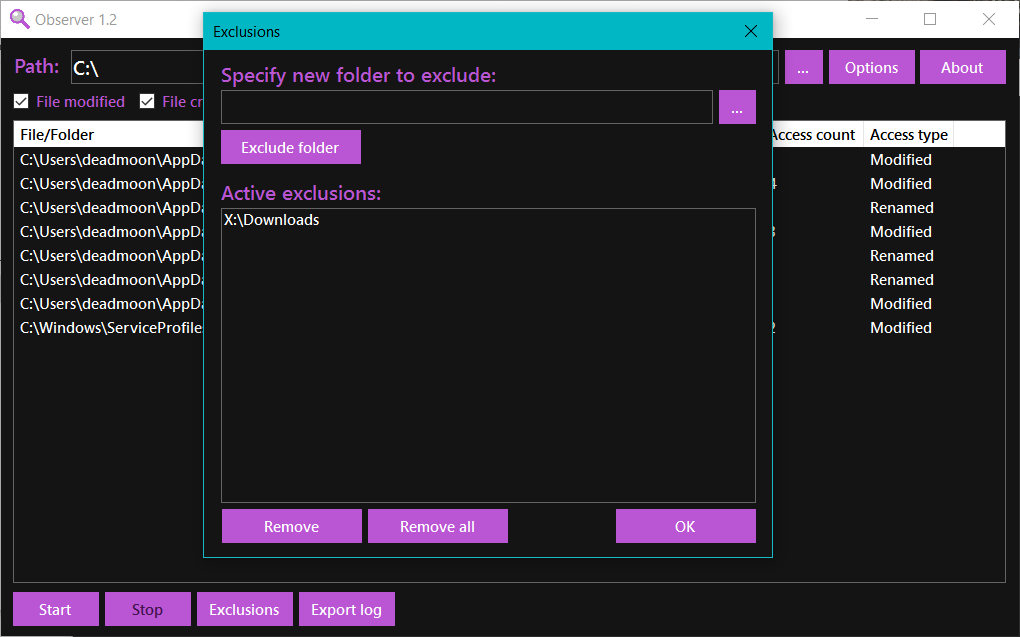 Observer 1.2
Exclusions
Path:
C:\
Specify new folder to exclude:
...
...
Options
About
File modified
File cr
Exclude folder
File/Folder
Access count
Access type
C:\Users\deadmoon\AppDa
Modified
C:\Users\deadmoon\AppDa
4
Modified
Active exclusions:
C:\Users\deadmoon\AppDa
Renamed
X:\Downloads
C:\Users\deadmoon\AppDa
3
Modified
C:\Users\deadmoon\AppDa
Renamed
C:\Users\deadmoon\AppDa
Renamed
C:\Users\deadmoon\AppDa
Modified
C:\Windows\ServiceProfiles
2
Modified
Remove
Remove all
OK
Start
Stop
Exclusions
Export log